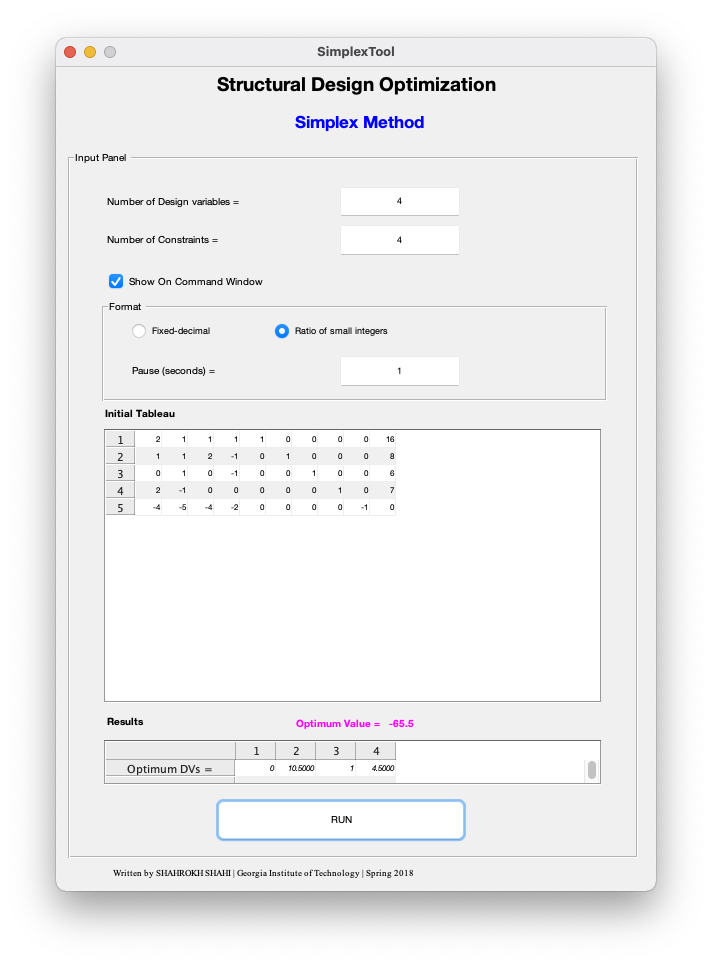 SimplexTool
Structural Design Optimization
Simplex Method
Input Panel
Number of Design variables = 4
Number of Constraints = 4
Show On Command Window
Format
Fixed-decimal Ratio of small integers
Pause (seconds) = 1
Initial Tableau
1 2 1 1 1 1 0 0 0 0 16
2 1 1 2 -1 0 1 0 0 0 8
3 0 1 0 -1 0 0 1 0 0 6
4 2 -1 0 0 0 0 0 1 0 7
5 -4 -5 -4 -2 0 0 0 0 -1 0
Results Optimum Value = -65.5
1 2 3 4
Optimum DVs = 0 10.5000 1 4.5000
RUN
Written by SHAHROKH SHAHI | Georgia Institute of Technology | Spring 2018